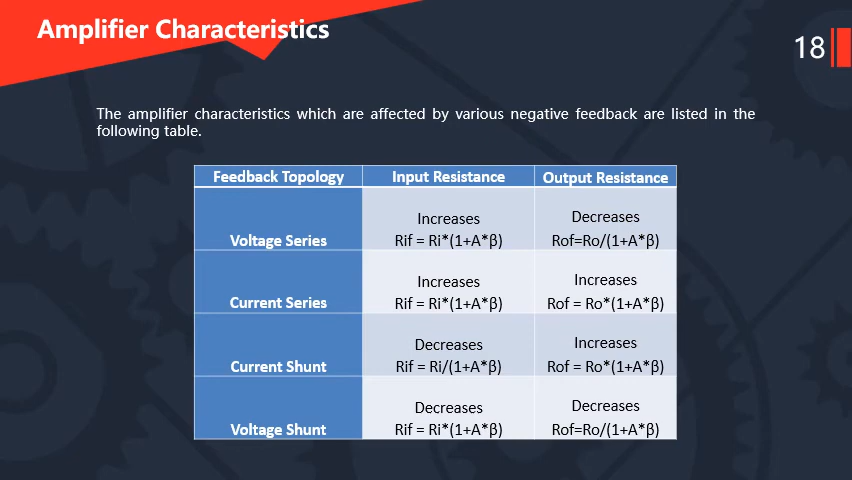 Amplifier Characteristics
18
The amplifier characteristics which are affected by various negative feedback are listed in the
following table.
Feedback Topology Input Resistance Output Resistance
Voltage Series
Increases
Rif = Ri*(1+A*β)
Decreases
Rof=Ro/(1+A*β)
Current Series
Increases
Rif = Ri*(1+A*β)
Increases
Rof = Ro*(1+A*β)
Current Shunt
Decreases
Rif = Ri/(1+A*β)
Increases
Rof = Ro*(1+A*β)
Voltage Shunt
Decreases
Rif = Ri*(1+A*β)
Decreases
Rof=Ro/(1+A*β)